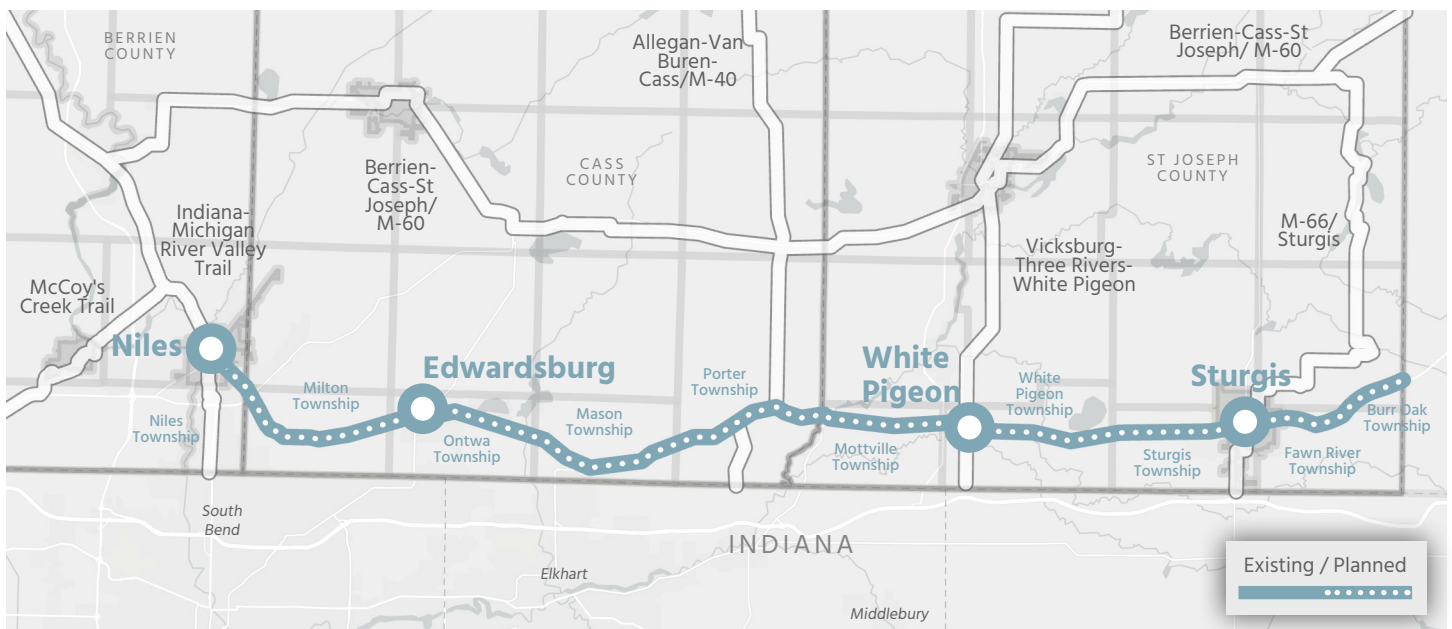 BERRIEN
COUNTY
Allegan-Van
Buren-
Cass/M-40
Berrien-Cass-St
Joseph/ M-60
Berrien-
Cass-St
Joseph/
M-60
CASS
COUNTY
ST JOSEPH
COUNTY
Indiana-
Michigan
River Valley
Trail
M-66/
Sturgis
Vicksburg-
Three Rivers-
White Pigeon
McCoy's
Creek Trail
Niles
Edwardsburg
White
Pigeon
Sturgis
Niles
Township
Milton
Township
Ontwa
Township
Mason
Township
Porter
Township
Mottville
Township
White
Pigeon
Township
Sturgis
Township
Fawn River
Township
Burr Oak
Township
South
Bend
INDIANA
Elkhart
Middlebury
Existing / Planned